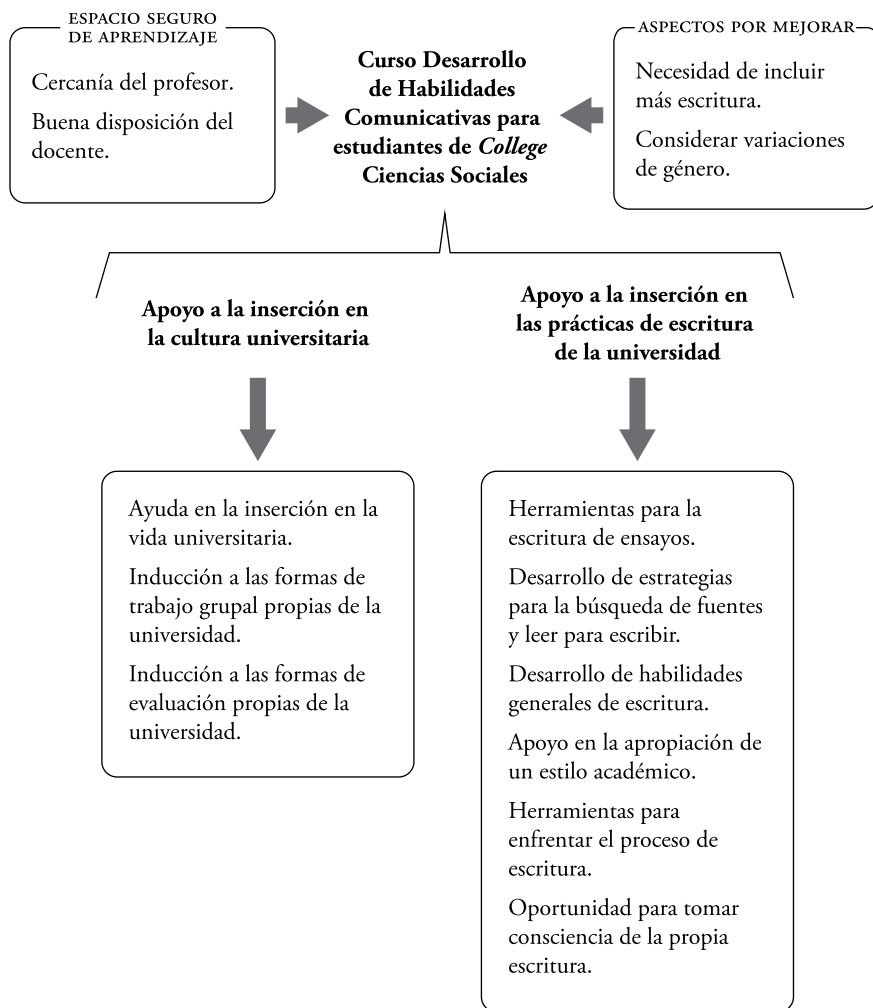 ESPACIO SEGURO
DE APRENDIZAJE
Cercanía del profesor.
Buena disposición del
docente.
Curso Desarrollo
de Habilidades
Comunicativas para
estudiantes de College
Ciencias Sociales
ASPECTOS POR MEJORAR
Necesidad de incluir
más escritura.
Considerar variaciones
de género.
Apoyo a la inserción en
la cultura universitaria
Ayuda en la inserción en la
vida universitaria.
Inducción a las formas de
trabajo grupal propias de la
universidad.
Inducción a las formas de
evaluación propias de la
universidad.
Apoyo a la inserción en
las prácticas de escritura
de la universidad
Herramientas para la
escritura de ensayos.
Desarrollo de estrategias
para la búsqueda de fuentes
y leer para escribir.
Desarrollo de habilidades
generales de escritura.
Apoyo en la apropiación de
un estilo académico.
Herramientas para
enfrentar el proceso de
escritura.
Oportunidad para tomar
consciencia de la propia
escritura.